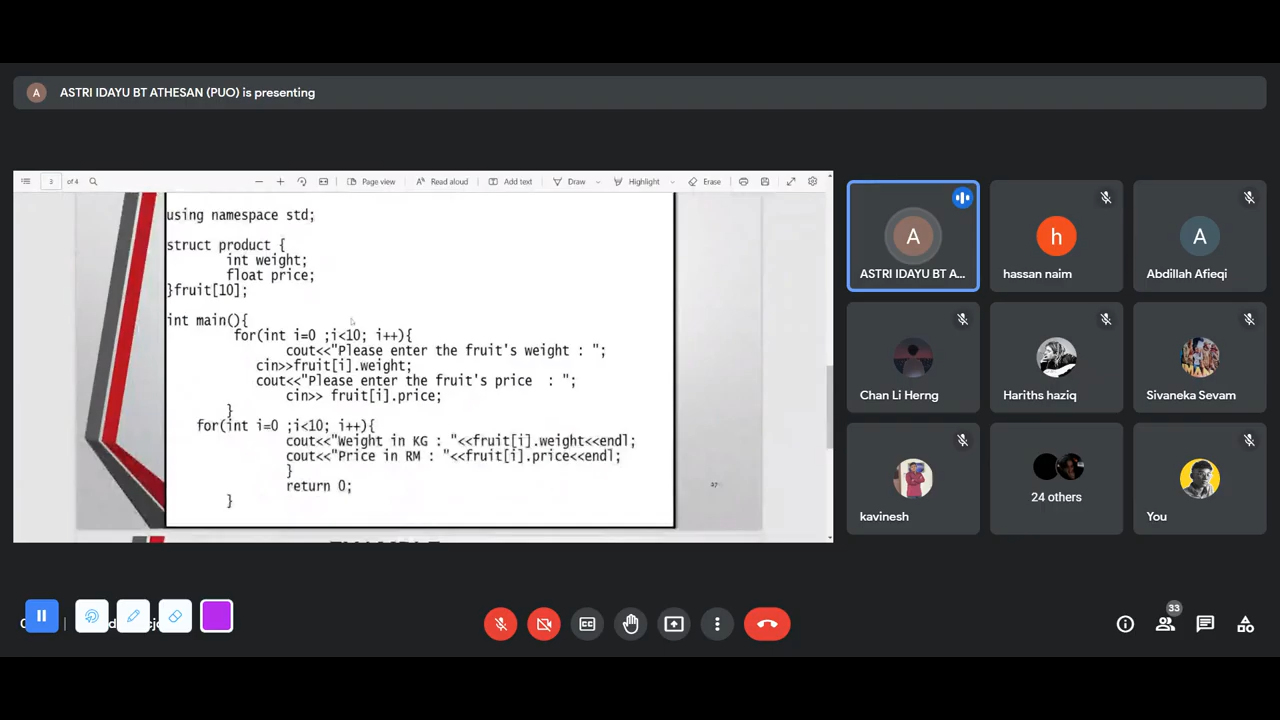 A ASTRI IDAYU BT ATHESAN (PUO) is presenting
3 of 4 Page view A Read aloud Add text Draw Highlight Erase
using namespace std;
struct product {
int weight;
float price;
}fruit[10];
int main(){
for(int i=0 ;i<10; i++){
cout<<"Please enter the fruit's weight : ";
cin>>fruit[i].weight;
cout<<"Please enter the fruit's price : ";
cin>> fruit[i].price;
}
for(int i=0 ;i<10; i++){
cout<<"Weight in KG : "<<fruit[i].weight<<endl;
cout<<"Price in RM : "<<fruit[i].price<<endl;
}
return 0;
}
A
ASTRI IDAYU BT A...
h
hassan naim
A
Abdillah Afieqi
Chan Li Herng
Hariths haziq
Sivaneka Sevam
kavinesh
24 others
You
CC
33